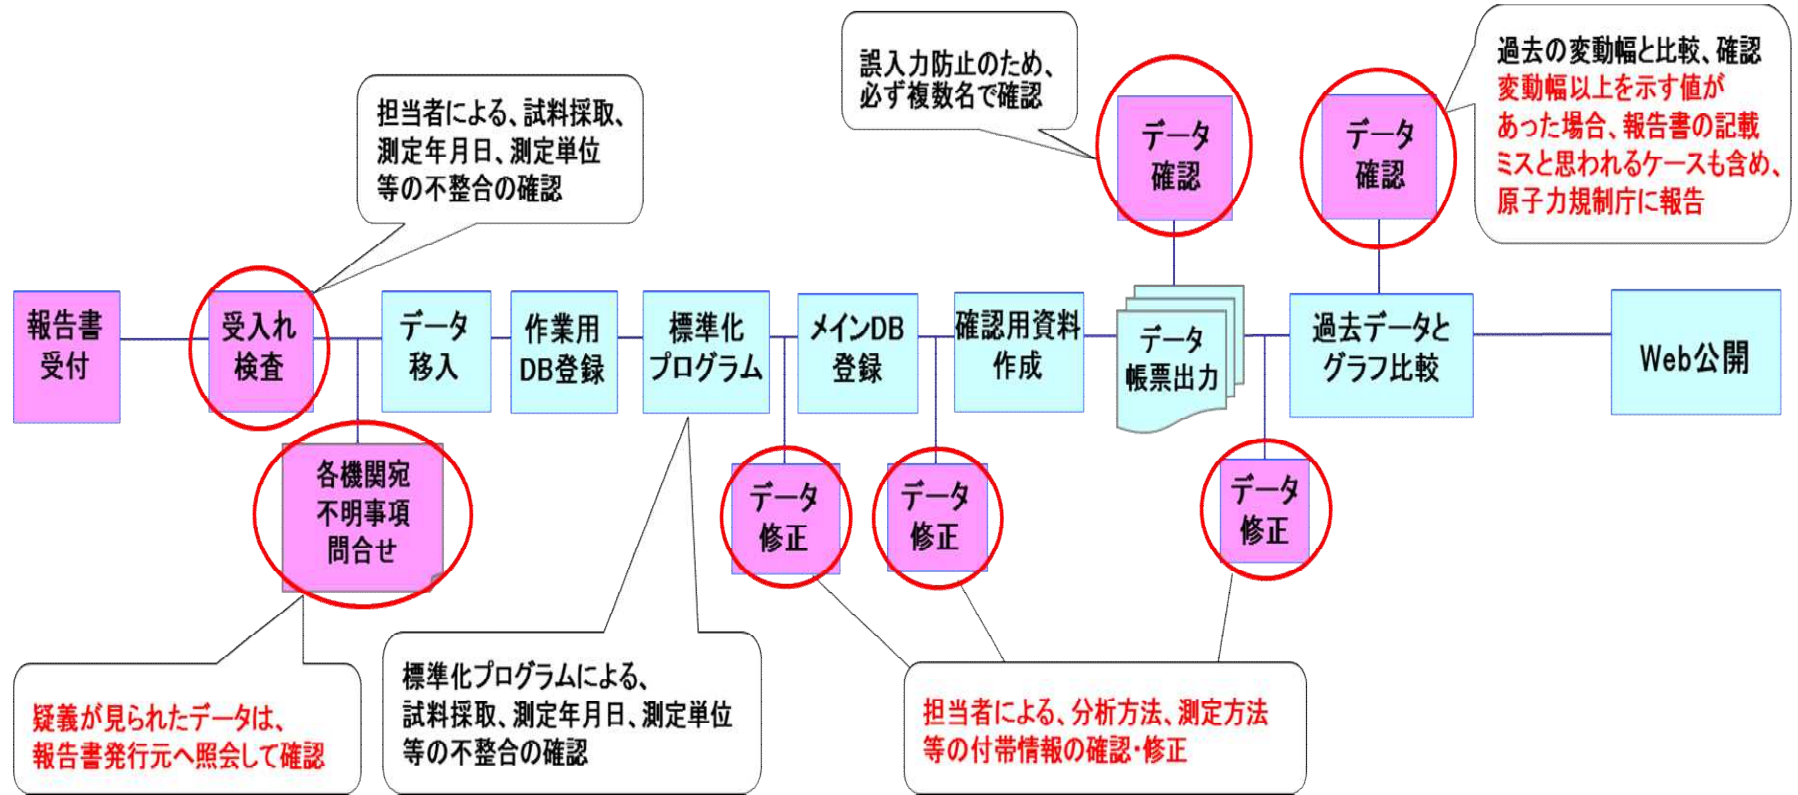 誤入力防止のため、
必ず複数名で確認
過去の変動幅と比較、確認
変動幅以上を示す値が
あった場合、報告書の記載
ミスと思われるケースも含め、
原子力規制庁に報告
担当者による、試料採取、
測定年月日、測定単位
等の不整合の確認
データ
確認
データ
確認
報告書
受付
受入れ
検査
データ
移入
作業用
DB登録
標準化
プログラム
メインDB
登録
確認用資料
作成
データ
帳票出力
過去データと
グラフ比較
Web公開
各機関宛
不明事項
問合せ
データ
修正
データ
修正
データ
修正
疑義が見られたデータは、
報告書発行元へ照会して確認
標準化プログラムによる、
試料採取、測定年月日、測定単位
等の不整合の確認
担当者による、分析方法、測定方法
等の付帯情報の確認・修正